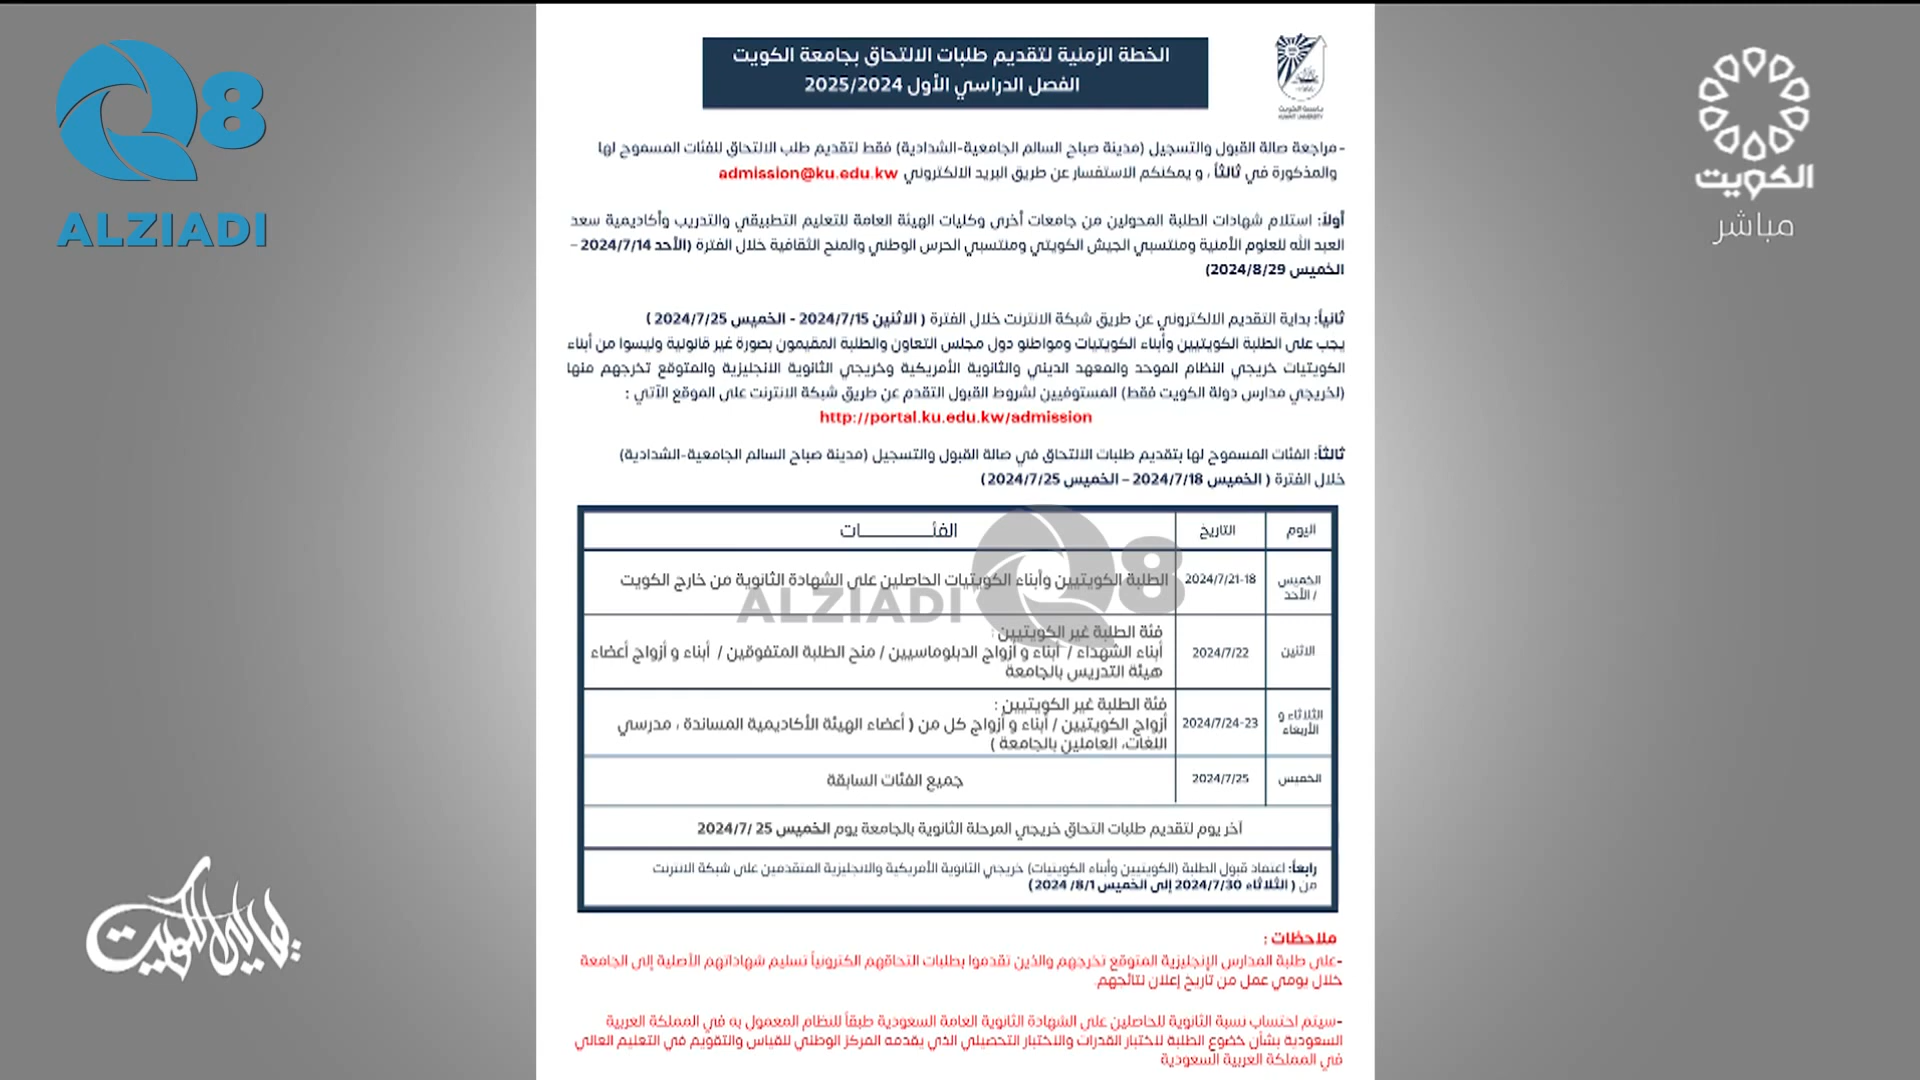 Q8
ALZIADI
الكويت
مباشر
الخطة الزمنية لتقديم طلبات الالتحاق بجامعة الكويت
الفصل الدراسي الأول 2025/2024
جامعة الكويت
KUWAIT UNIVERSITY
- مراجعة صالة القبول والتسجيل (مدينة صباح السالم الجامعية-الشدادية) فقط لتقديم طلب الالتحاق للفئات المسموح لها
والمذكورة في ثالثاً ، و يمكنكم الاستفسار عن طريق البريد الالكتروني admission@ku.edu.kw
أولاً: استلام شهادات الطلبة المحولين من جامعات أخرى وكليات الهيئة العامة للتعليم التطبيقي والتدريب وأكاديمية سعد
العبد الله للعلوم الأمنية ومنتسبي الجيش الكويتي ومنتسبي الحرس الوطني والمنح الثقافية خلال الفترة (الأحد 2024/7/14 –
الخميس 2024/8/29)
ثانياً: بداية التقديم الالكتروني عن طريق شبكة الانترنت خلال الفترة ( الاثنين 2024/7/15 - الخميس 2024/7/25 )
يجب على الطلبة الكويتيين وأبناء الكويتيات ومواطنو دول مجلس التعاون والطلبة المقيمون بصورة غير قانونية وليسوا من أبناء
الكويتيات خريجي النظام الموحد والمعهد الديني والثانوية الأمريكية وخريجي الثانوية الانجليزية والمتوقع تخرجهم منها
(لخريجي مدارس دولة الكويت فقط) المستوفيين لشروط القبول التقدم عن طريق شبكة الانترنت على الموقع الآتي :
http://portal.ku.edu.kw/admission
ثالثاً: الفئات المسموح لها بتقديم طلبات الالتحاق في صالة القبول والتسجيل (مدينة صباح السالم الجامعية-الشدادية)
خلال الفترة ( الخميس 2024/7/18 – الخميس 2024/7/25)
اليوم التاريخ الفئـــــــــات
الخميس / الأحد 2024/7/21-18 الطلبة الكويتيين وأبناء الكويتيات الحاصلين على الشهادة الثانوية من خارج الكويت
Q8 ALZIADI
فئة الطلبة غير الكويتيين :
الاثنين 2024/7/22 أبناء الشهداء / أبناء و أزواج الدبلوماسيين / منح الطلبة المتفوقين / أبناء و أزواج أعضاء
هيئة التدريس بالجامعة
فئة الطلبة غير الكويتيين :
الثلاثاء و الأربعاء 2024/7/24-23 أزواج الكويتيين / أبناء و أزواج كل من ( أعضاء الهيئة الأكاديمية المساندة ، مدرسي
اللغات، العاملين بالجامعة )
الخميس 2024/7/25 جميع الفئات السابقة
آخر يوم لتقديم طلبات التحاق خريجي المرحلة الثانوية بالجامعة يوم الخميس 25 /2024/7
رابعاً: اعتماد قبول الطلبة (الكويتيين وأبناء الكويتيات) خريجي الثانوية الأمريكية والانجليزية المتقدمين على شبكة الانترنت
من ( الثلاثاء 2024/7/30 إلى الخميس 8/1/ 2024)
ملاحظات :
-على طلبة المدارس الإنجليزية المتوقع تخرجهم والذين تقدموا بطلبات التحاقهم الكترونياً تسليم شهاداتهم الأصلية إلى الجامعة
خلال يومي عمل من تاريخ إعلان نتائجهم.
-سيتم احتساب نسبة الثانوية للحاصلين على الشهادة الثانوية العامة السعودية طبقاً للنظام المعمول به في المملكة العربية
السعودية بشأن خضوع الطلبة لاختبار القدرات والاختبار التحصيلي الذي يقدمه المركز الوطني للقياس والتقويم في التعليم العالي
في المملكة العربية السعودية